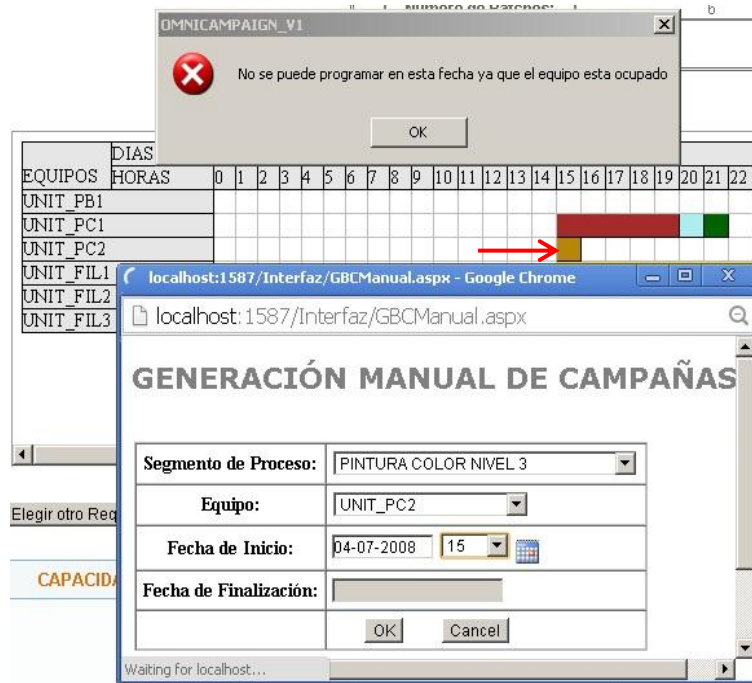 Número de Batches:
OMNICAMPAIGN_V1
No se puede programar en esta fecha ya que el equipo esta ocupado
OK
DIAS
EQUIPOS HORAS 0 1 2 3 4 5 6 7 8 9 10 11 12 13 14 15 16 17 18 19 20 21 22
UNIT_PB1
UNIT_PC1
UNIT_PC2
UNIT_FIL1
UNIT_FIL2
UNIT_FIL3
localhost:1587/Interfaz/GBCManual.aspx - Google Chrome
localhost:1587/Interfaz/GBCManual.aspx
GENERACIÓN MANUAL DE CAMPAÑAS
Segmento de Proceso: PINTURA COLOR NIVEL 3
Equipo: UNIT_PC2
Fecha de Inicio: 04-07-2008 15
Fecha de Finalización:
OK Cancel
Waiting for localhost...
Elegir otro Req
CAPACIDA